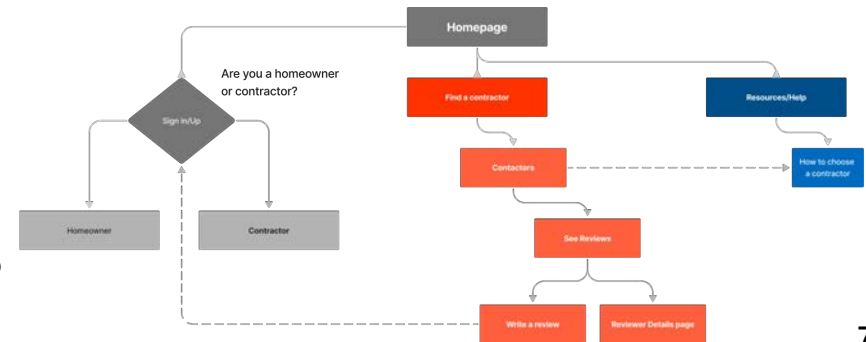 Homepage
Are you a homeowner
or contractor?
Find a contractor
Resources/Help
Sign in/Up
Contactors
How to choose
a contractor
Homeowner
Contractor
See Reviews
Write a review
Reviewer Details page
7